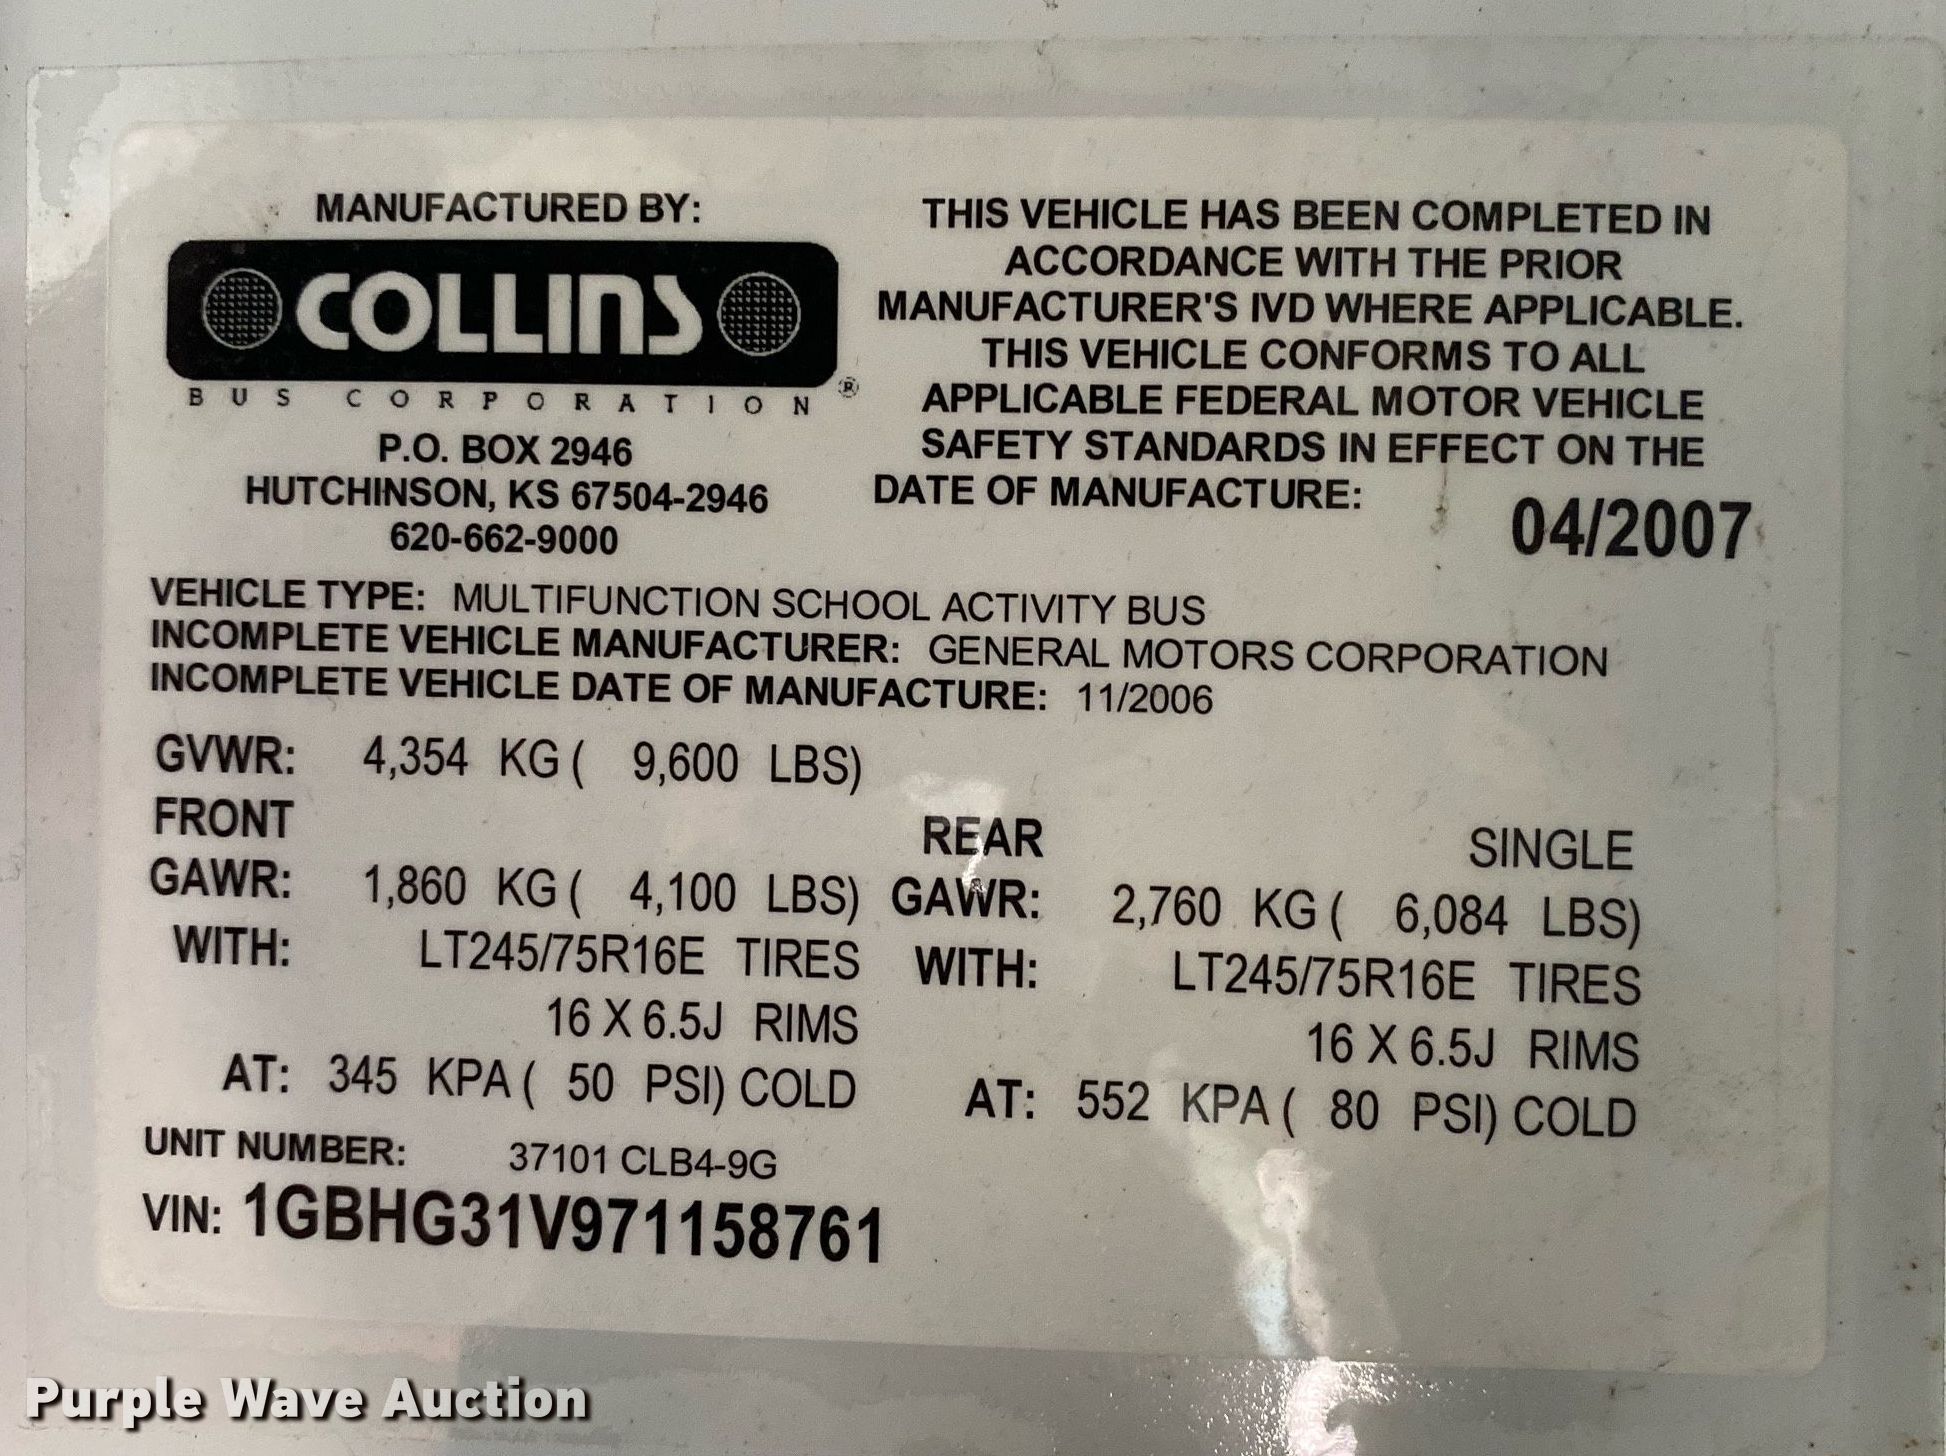 MANUFACTURED BY:
COLLINS
BUS CORPORATION®
P.O. BOX 2946
HUTCHINSON, KS 67504-2946
620-662-9000
THIS VEHICLE HAS BEEN COMPLETED IN
ACCORDANCE WITH THE PRIOR
MANUFACTURER'S IVD WHERE APPLICABLE.
THIS VEHICLE CONFORMS TO ALL
APPLICABLE FEDERAL MOTOR VEHICLE
SAFETY STANDARDS IN EFFECT ON THE
DATE OF MANUFACTURE: 04/2007
VEHICLE TYPE: MULTIFUNCTION SCHOOL ACTIVITY BUS
INCOMPLETE VEHICLE MANUFACTURER: GENERAL MOTORS CORPORATION
INCOMPLETE VEHICLE DATE OF MANUFACTURE: 11/2006
GVWR: 4,354 KG ( 9,600 LBS)
FRONT
GAWR: 1,860 KG ( 4,100 LBS)
WITH: LT245/75R16E TIRES
16 X 6.5J RIMS
AT: 345 KPA ( 50 PSI) COLD
REAR SINGLE
GAWR: 2,760 KG ( 6,084 LBS)
WITH: LT245/75R16E TIRES
16 X 6.5J RIMS
AT: 552 KPA ( 80 PSI) COLD
UNIT NUMBER: 37101 CLB4-9G
VIN: 1GBHG31V971158761
Purple Wave Auction